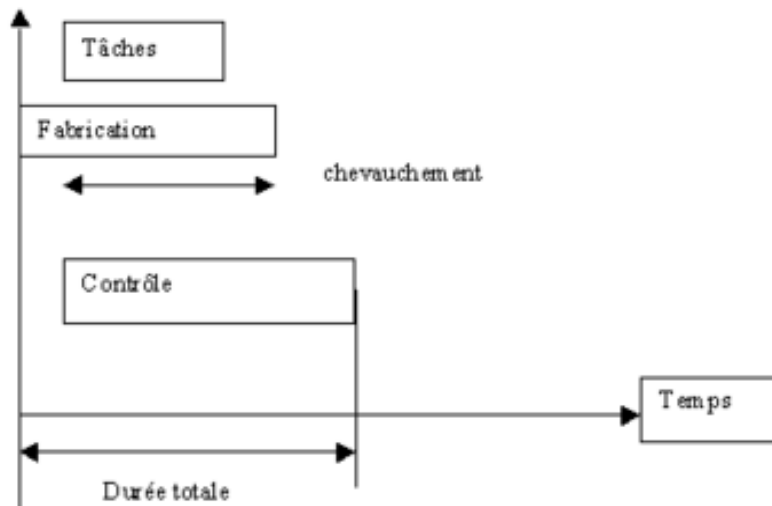 Tâches
Fabrication
chevauchement
Contrôle
Temps
Durée totale